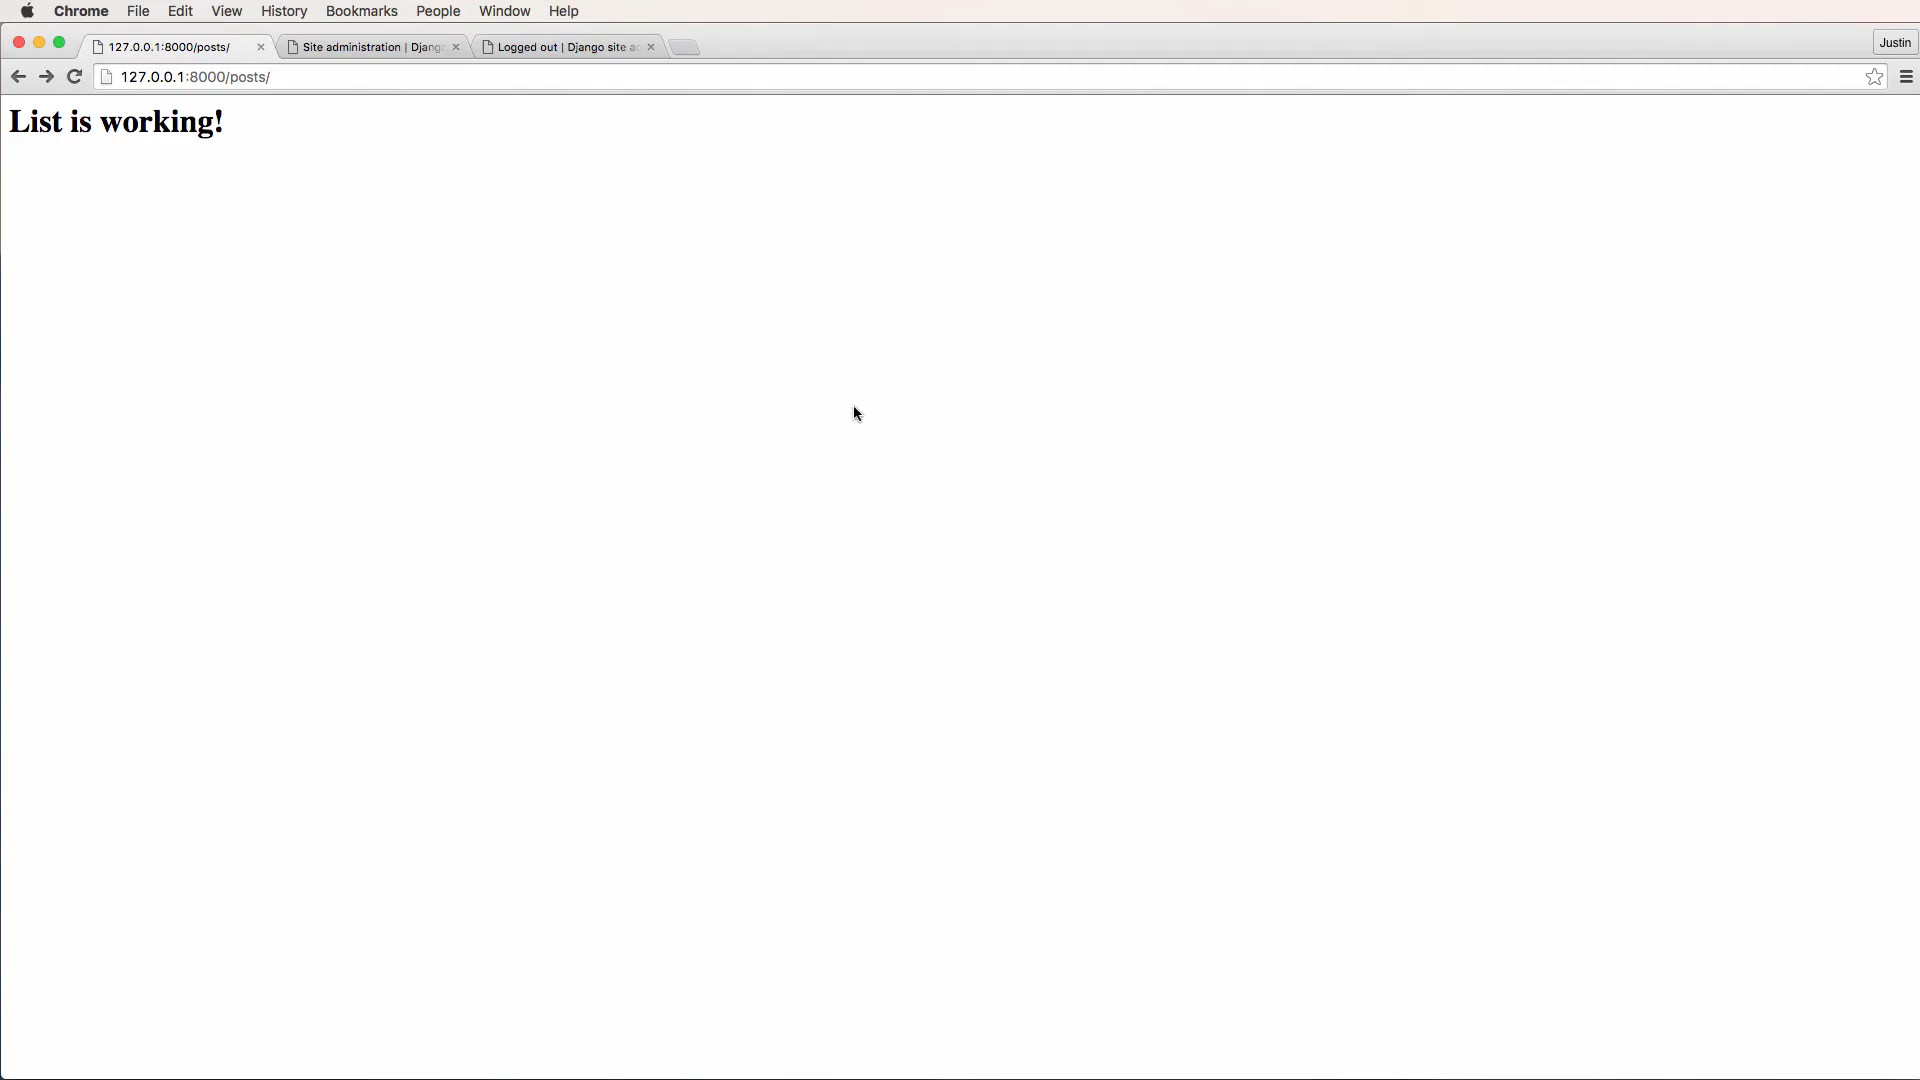 Chrome File Edit View History Bookmarks People Window Help
127.0.0.1:8000/posts/ Site administration | Djang Logged out | Django site a
Justin
127.0.0.1:8000/posts/
List is working!